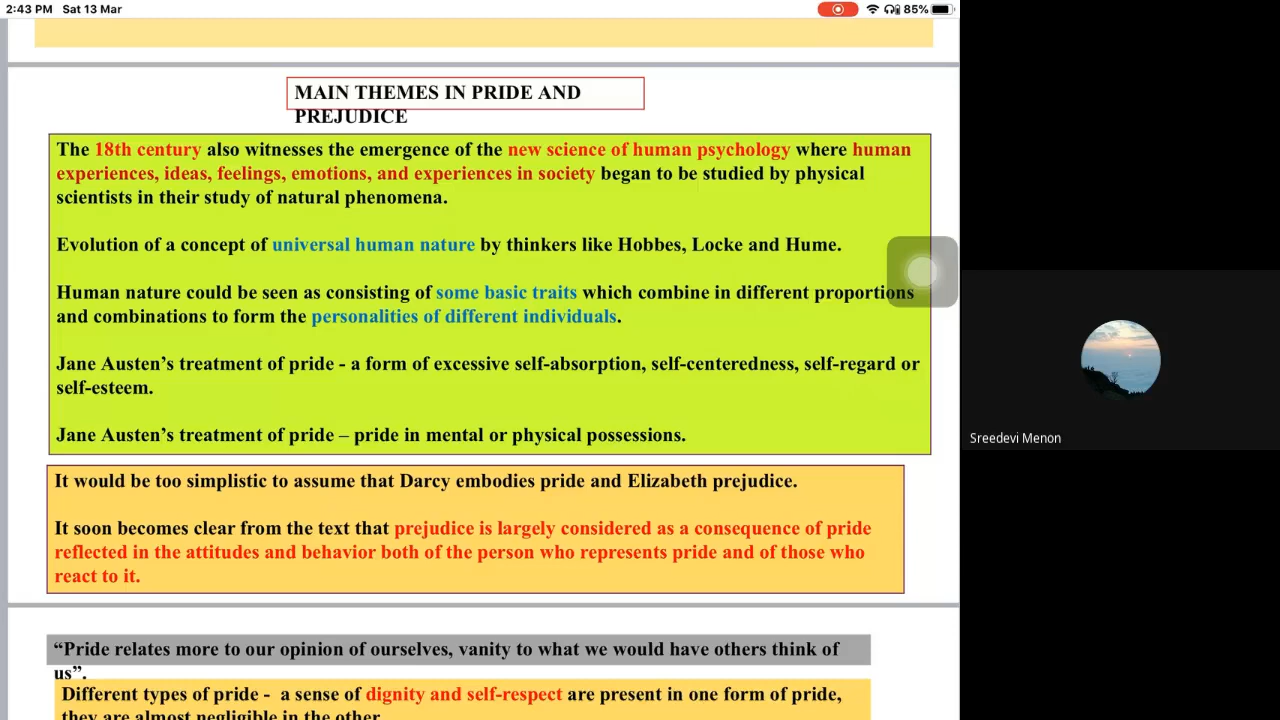 2:43 PM Sat 13 Mar
85%
MAIN THEMES IN PRIDE AND
PREJUDICE
The 18th century also witnesses the emergence of the new science of human psychology where human
experiences, ideas, feelings, emotions, and experiences in society began to be studied by physical
scientists in their study of natural phenomena.
Evolution of a concept of universal human nature by thinkers like Hobbes, Locke and Hume.
Human nature could be seen as consisting of some basic traits which combine in different proportions
and combinations to form the personalities of different individuals.
Jane Austen’s treatment of pride - a form of excessive self-absorption, self-centeredness, self-regard or
self-esteem.
Jane Austen’s treatment of pride – pride in mental or physical possessions.
It would be too simplistic to assume that Darcy embodies pride and Elizabeth prejudice.
It soon becomes clear from the text that prejudice is largely considered as a consequence of pride
reflected in the attitudes and behavior both of the person who represents pride and of those who
react to it.
“Pride relates more to our opinion of ourselves, vanity to what we would have others think of
us”.
Different types of pride - a sense of dignity and self-respect are present in one form of pride,
they are almost negligible in the other
Sreedevi Menon